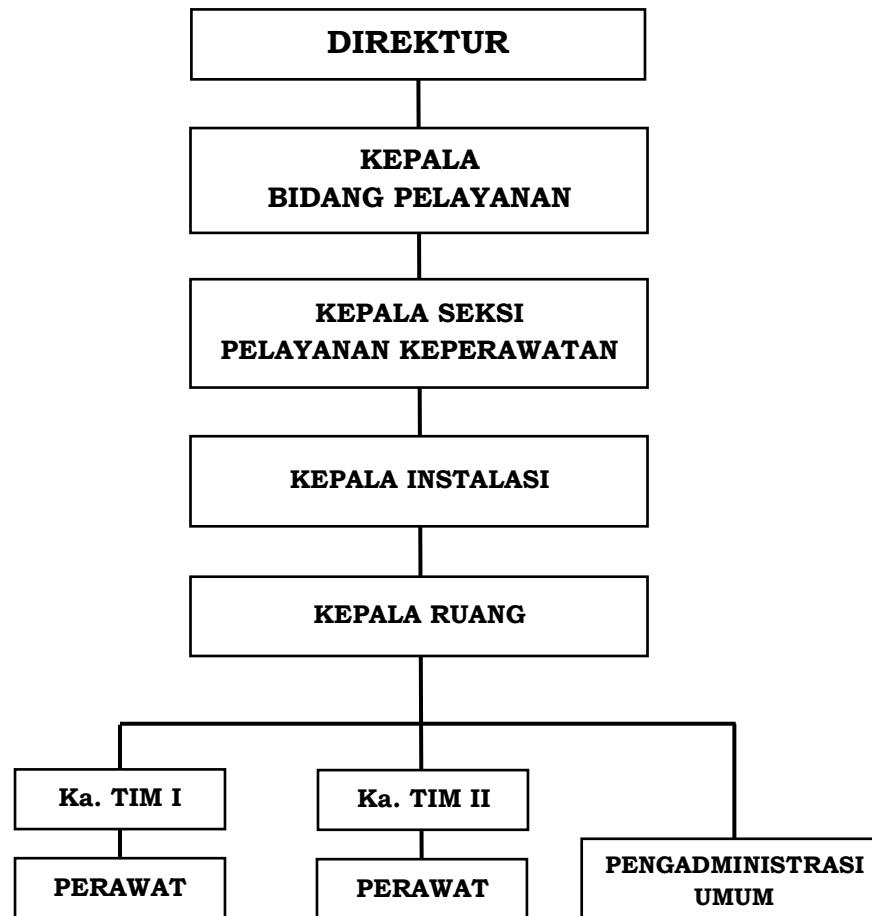 DIREKTUR
KEPALA
BIDANG PELAYANAN
KEPALA SEKSI
PELAYANAN KEPERAWATAN
KEPALA INSTALASI
KEPALA RUANG
Ka. TIM I
Ka. TIM II
PERAWAT
PERAWAT
PENGADMINISTRASI
UMUM